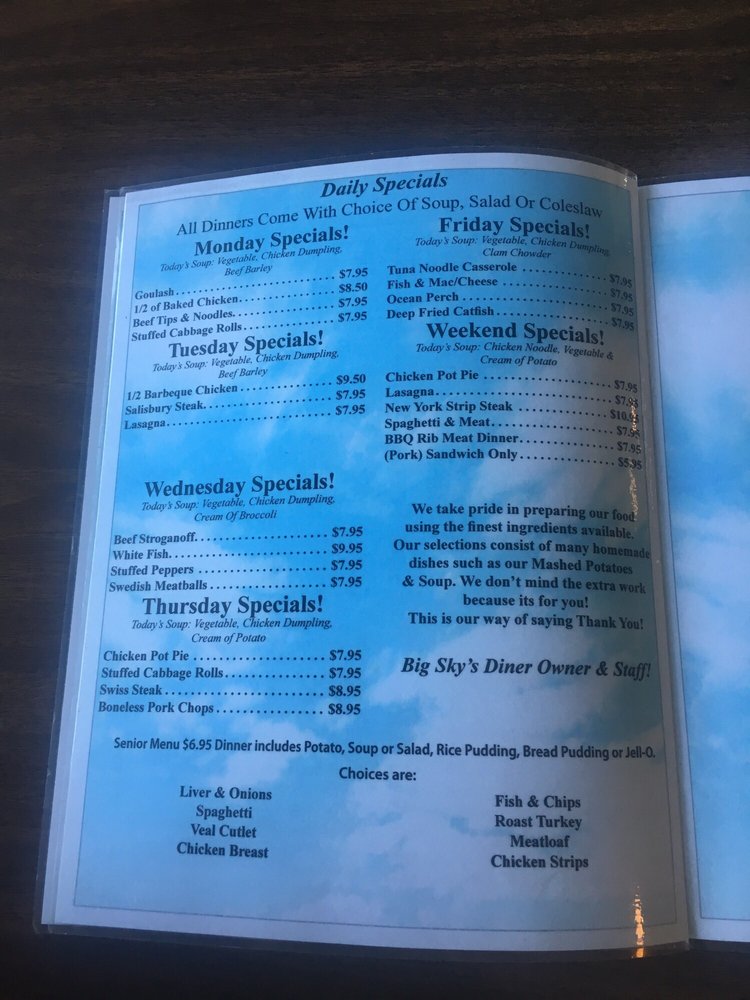 Daily Specials
All Dinners Come With Choice Of Soup, Salad Or Coleslaw
Monday Specials!
Today's Soup: Vegetable, Chicken Dumpling,
Beef Barley
Goulash........................ $7.95
1/2 of Baked Chicken............. $8.50
Beef Tips & Noodles.............. $7.95
Stuffed Cabbage Rolls............. $7.95
Tuesday Specials!
Today's Soup: Vegetable, Chicken Dumpling,
Beef Barley
1/2 Barbeque Chicken ............. $9.50
Salisbury Steak.................. $7.95
Lasagna........................ $7.95
Wednesday Specials!
Today's Soup: Vegetable, Chicken Dumpling,
Cream Of Broccoli
Beef Stroganoff.................. $7.95
White Fish...................... $9.95
Stuffed Peppers ................. $7.95
Swedish Meatballs ............... $7.95
Thursday Specials!
Today's Soup: Vegetable, Chicken Dumpling,
Cream of Potato
Chicken Pot Pie .................. $7.95
Stuffed Cabbage Rolls............. $7.95
Swiss Steak ..................... $8.95
Boneless Pork Chops.............. $8.95
Friday Specials!
Today's Soup: Vegetable, Chicken Dumpling,
Clam Chowder
Tuna Noodle Casserole ........... $7.95
Fish & Mac/Cheese .............. $7.95
Ocean Perch .................... $7.95
Deep Fried Catfish............... $7.95
Weekend Specials!
Today's Soup: Chicken Noodle, Vegetable &
Cream of Potato
Chicken Pot Pie ................. $7.95
Lasagna........................ $7.95
New York Strip Steak ............
Spaghetti & Meat................ $7.95
BBQ Rib Meat Dinner............. $7.95
(Pork) Sandwich Only............. $5.95
We take pride in preparing our food
using the finest ingredients available.
Our selections consist of many homemade
dishes such as our Mashed Potatoes
& Soup. We don't mind the extra work
because its for you!
This is our way of saying Thank You!
Big Sky's Diner Owner & Staff!
Senior Menu $6.95 Dinner includes Potato, Soup or Salad, Rice Pudding, Bread Pudding or Jell-O.
Choices are:
Liver & Onions
Spaghetti
Veal Cutlet
Chicken Breast
Fish & Chips
Roast Turkey
Meatloaf
Chicken Strips